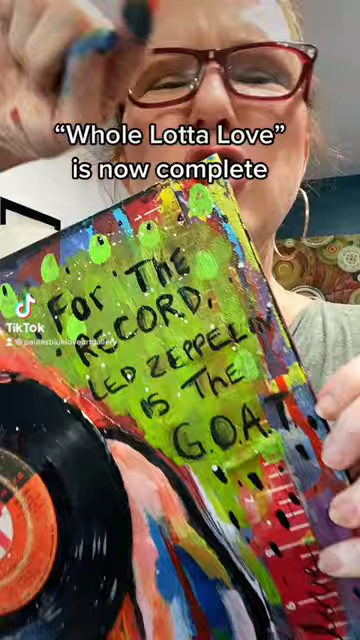 “Whole Lotta Love”
is now complete
FOR THE
RECORD,
LED ZEPPELIN
IS THE
G.O.A.T
TikTok